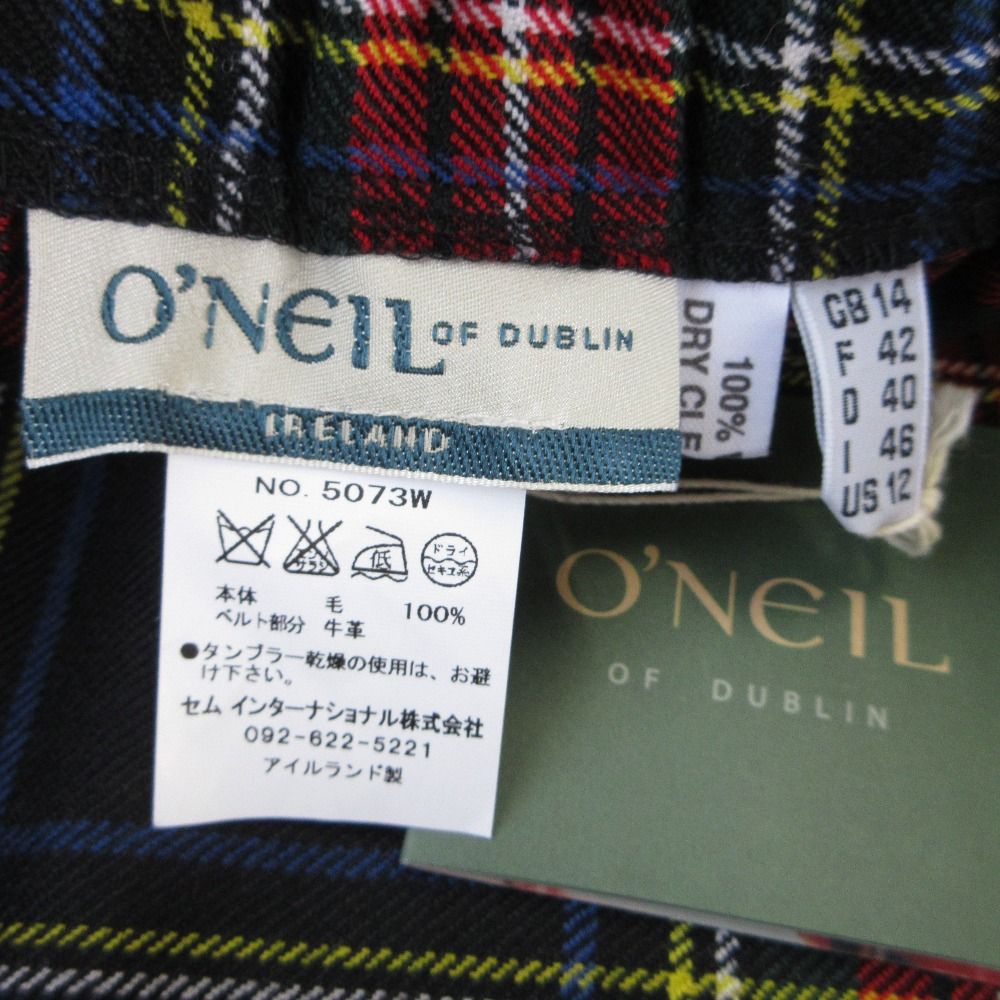 O'NEIL OF DUBLIN
IRELAND
100%
DRY CLE
GB 14
F 42
D 40
I 46
US 12
NO. 5073W
低
ドライ
セキユ系
本体 毛 100%
ベルト部分 牛革
●タンブラー乾燥の使用は、お避
け下さい。
セム インターナショナル株式会社
092-622-5221
アイルランド製
O'NEIL
OF DUBLIN